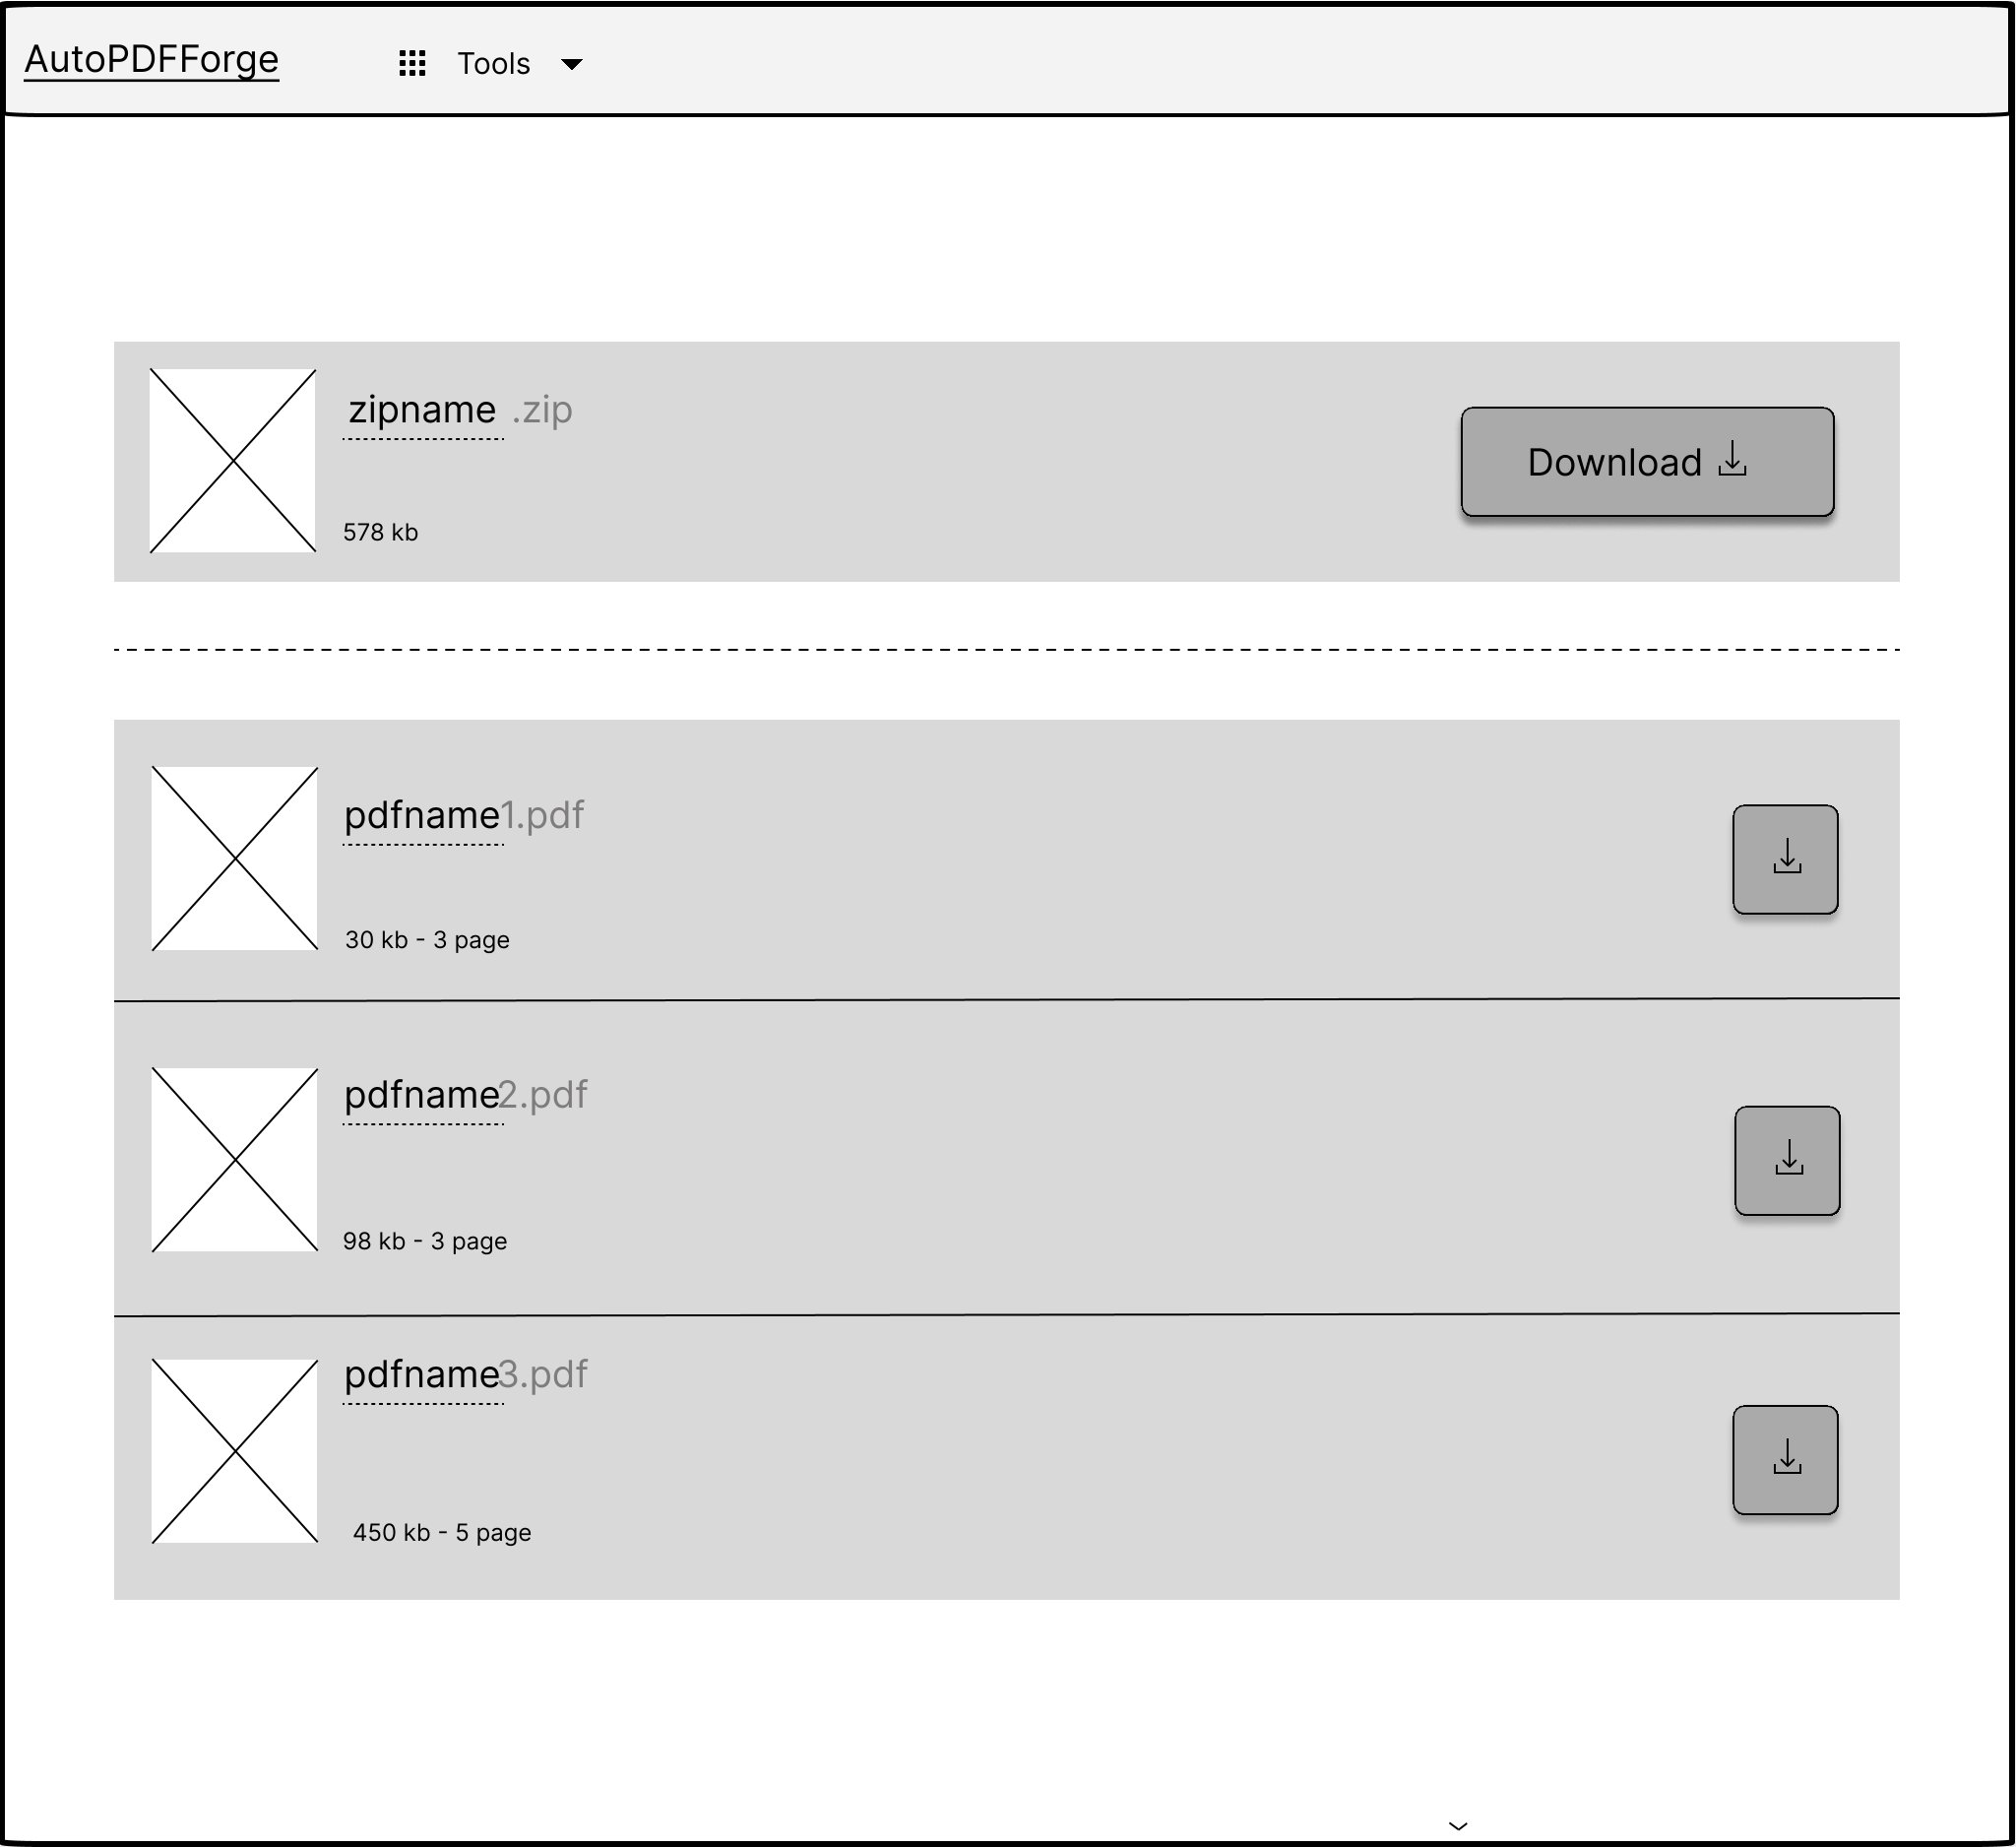 AutoPDFForge Tools
zipname .zip
Download
578 kb
pdfname1.pdf
30 kb - 3 page
pdfname2.pdf
98 kb - 3 page
pdfname3.pdf
450 kb - 5 page